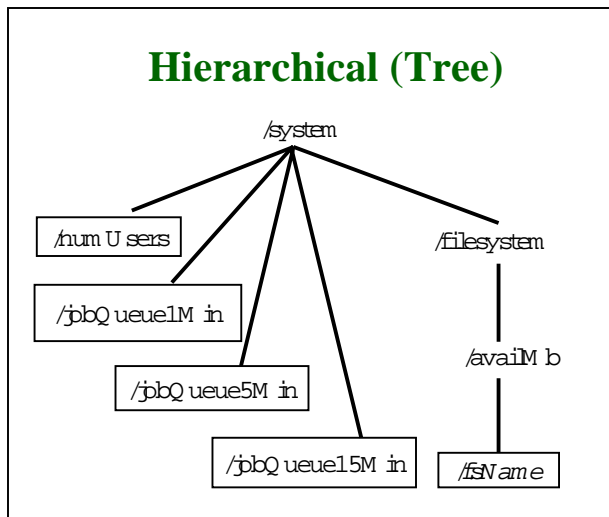 Hierarchical (Tree)
/system
/numUsers
/filesystem
/jobQueue1Min
/availMb
/jobQueue5Min
/jobQueue15Min
/fsName